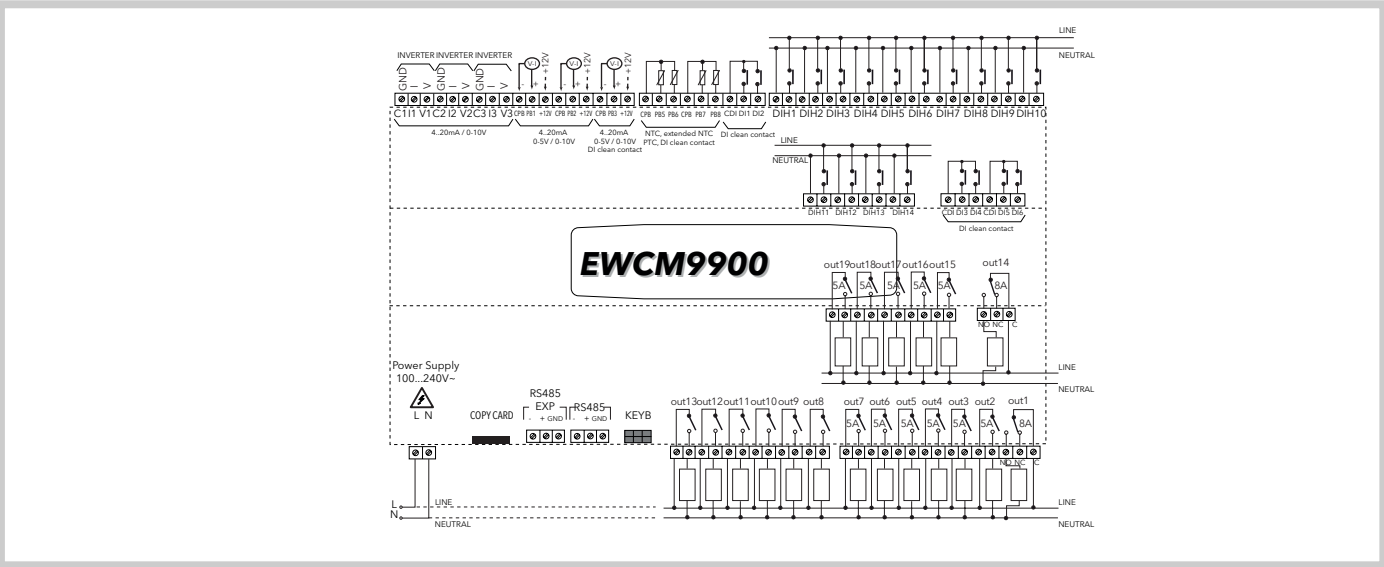 LINE
NEUTRAL
INVERTER INVERTER INVERTER
GND I V GND I V GND I V
V-I +12V V-I +12V V-I +12V
- + - + - +
C1 I1 V1 C2 I2 V2 C3 I3 V3 CPB PB1 +12V CPB PB2 +12V CPB PB3 +12V CPB PB5 PB6 CPB PB7 PB8 CDI DI1 DI2 DIH1 DIH2 DIH3 DIH4 DIH5 DIH6 DIH7 DIH8 DIH9 DIH10
4..20mA / 0-10V
4..20mA
0-5V / 0-10V
4..20mA
0-5V / 0-10V
DI clean contact
NTC, extended NTC
PTC, DI clean contact
DI clean contact
LINE
NEUTRAL
DIH11 DIH12 DIH13 DIH14
CDI DI3 DI4 CDI DI5 DI6
DI clean contact
EWCM9900
out19 out18 out17 out16 out15 out14
5A 5A 5A 5A 5A 8A
NO NC C
LINE
NEUTRAL
Power Supply
100...240V~
L N
COPY CARD
RS485
EXP
- + GND
RS485
- + GND
KEYB
out13 out12 out11 out10 out9 out8 out7 out6 out5 out4 out3 out2 out1
5A 5A 5A 5A 5A 5A 8A
NO NC C
L
N
LINE
NEUTRAL
LINE
NEUTRAL